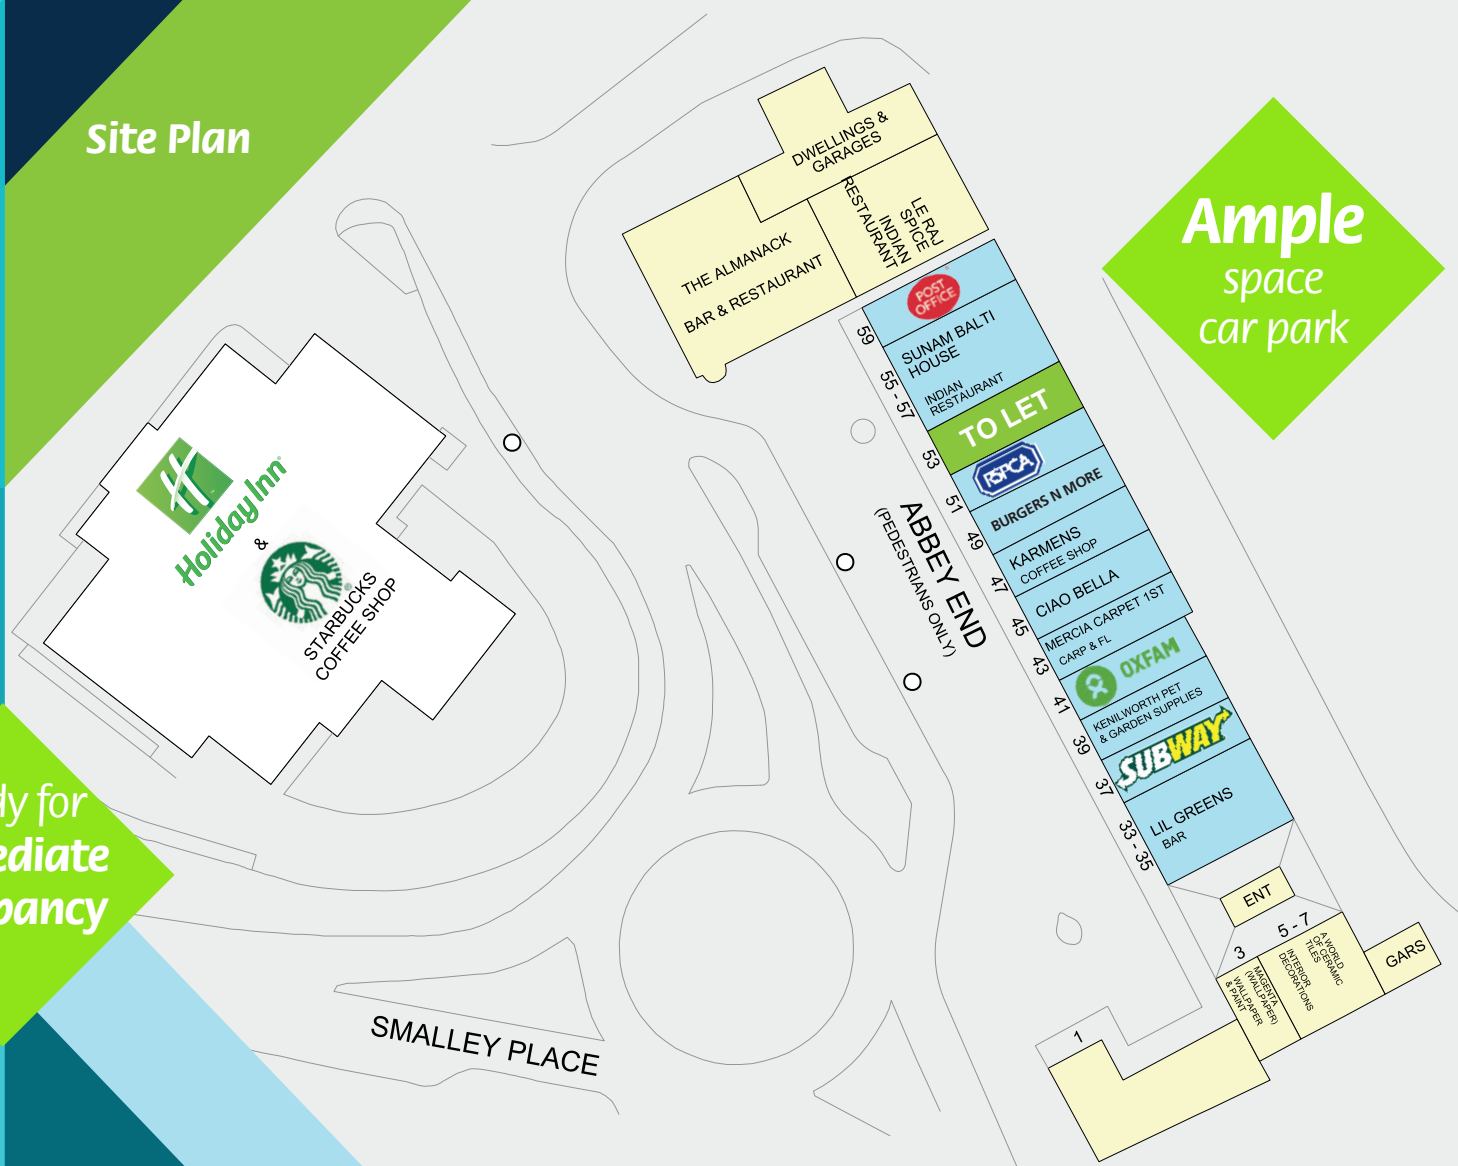 Site Plan
Ample
space
car park
DWELLINGS &
GARAGES
THE ALMANACK
BAR & RESTAURANT
LE RAJ
SPICE
INDIAN
RESTAURANT
POST
OFFICE
59
SUNAM BALTI
HOUSE
INDIAN
RESTAURANT
55 - 57
TO LET
53
RSPCA
51
BURGERS N MORE
49
KARMENS
COFFEE SHOP
47
CIAO BELLA
45
MERCIA CARPET 1ST
CARP & FL
43
OXFAM
41
KENILWORTH PET
& GARDEN SUPPLIES
39
SUBWAY
37
LIL GREENS
BAR
33 - 35
ABBEY END
(PEDESTRIANS ONLY)
Holiday Inn
&
STARBUCKS
COFFEE SHOP
dy for
ediate
pancy
SMALLEY PLACE
ENT
5 - 7
A WORLD
OF CERAMIC
TILES
INTERIOR
DECORATIONS
3
MAGENTA
(WALLPAPER)
WALLPAPER
& PAINT
GARS
1